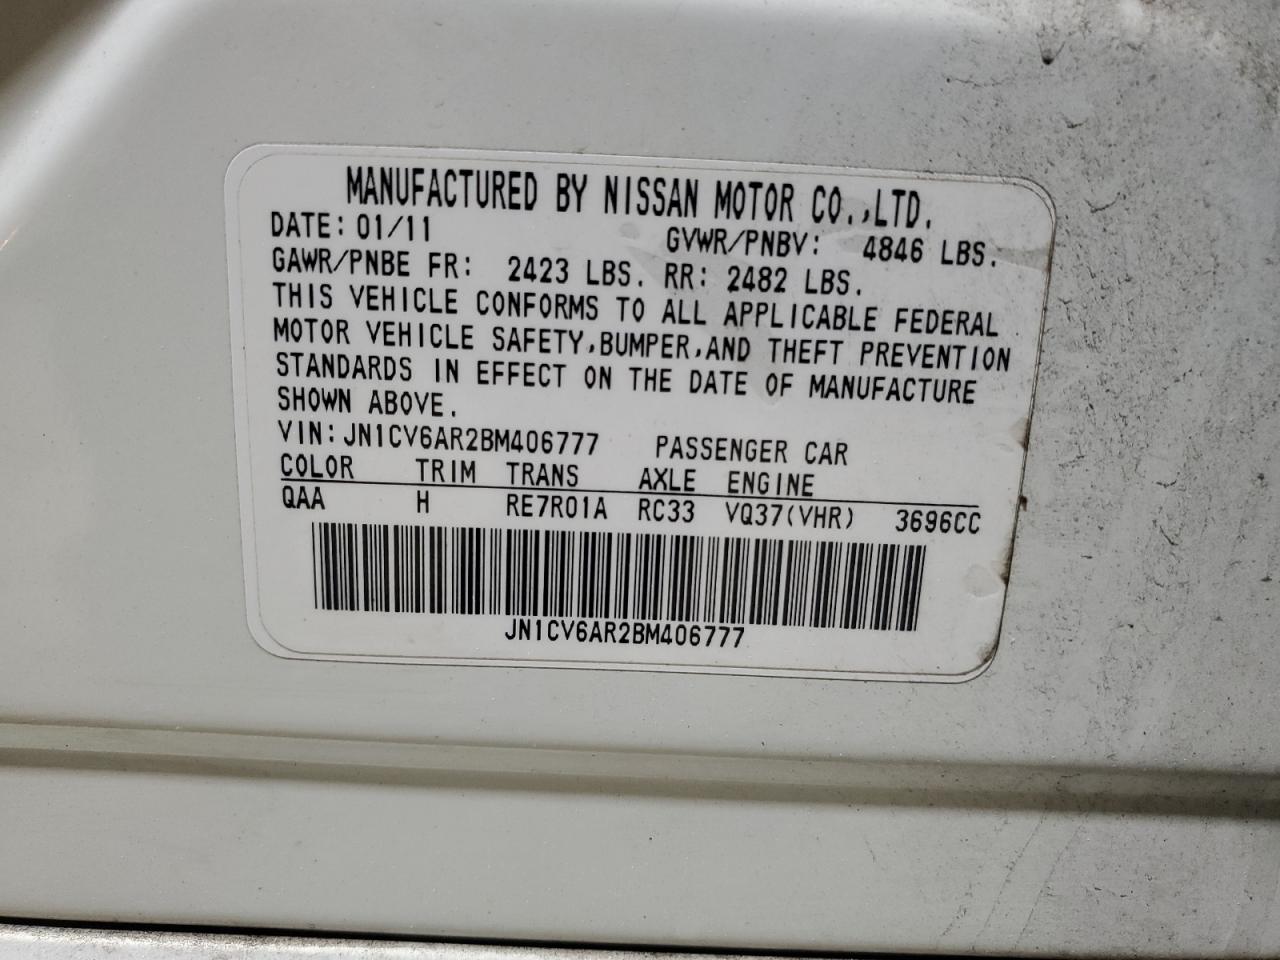 MANUFACTURED BY NISSAN MOTOR CO.,LTD.
DATE: 01/11 GVWR/PNBV: 4846 LBS.
GAWR/PNBE FR: 2423 LBS. RR: 2482 LBS.
THIS VEHICLE CONFORMS TO ALL APPLICABLE FEDERAL
MOTOR VEHICLE SAFETY,BUMPER,AND THEFT PREVENTION
STANDARDS IN EFFECT ON THE DATE OF MANUFACTURE
SHOWN ABOVE.
VIN:JN1CV6AR2BM406777 PASSENGER CAR
COLOR TRIM TRANS AXLE ENGINE
QAA H RE7R01A RC33 VQ37(VHR) 3696CC
JN1CV6AR2BM406777